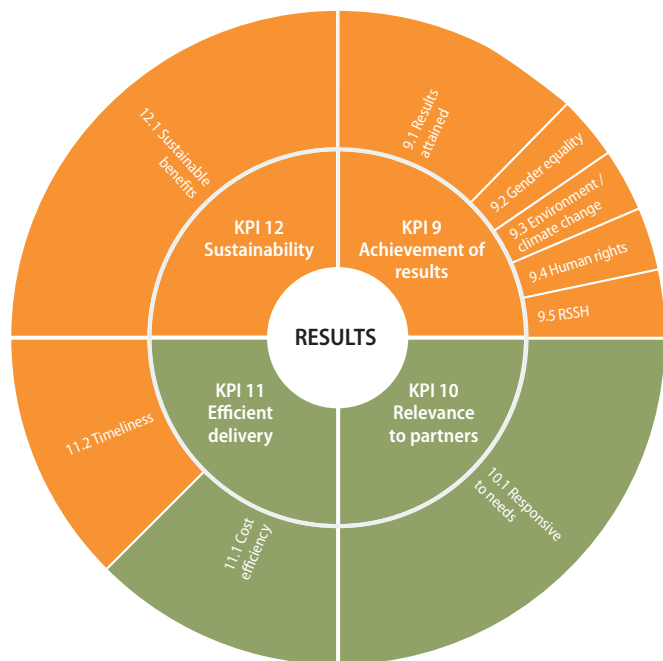 RESULTS
KPI 9
Achievement of
results
9.1 Results
attained
9.2 Gender equality
9.3 Environment /
climate change
9.4 Human rights
9.5 RSSH
KPI 10
Relevance
to partners
10.1 Responsive
to needs
KPI 11
Efficient
delivery
11.1 Cost
efficiency
11.2 Timeliness
KPI 12
Sustainability
12.1 Sustainable
benefits